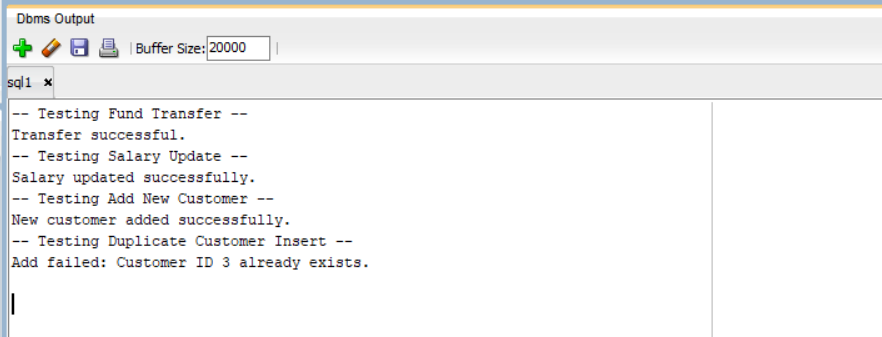 Dbms Output
Buffer Size: 20000
sql1
-- Testing Fund Transfer --
Transfer successful.
-- Testing Salary Update --
Salary updated successfully.
-- Testing Add New Customer --
New customer added successfully.
-- Testing Duplicate Customer Insert --
Add failed: Customer ID 3 already exists.